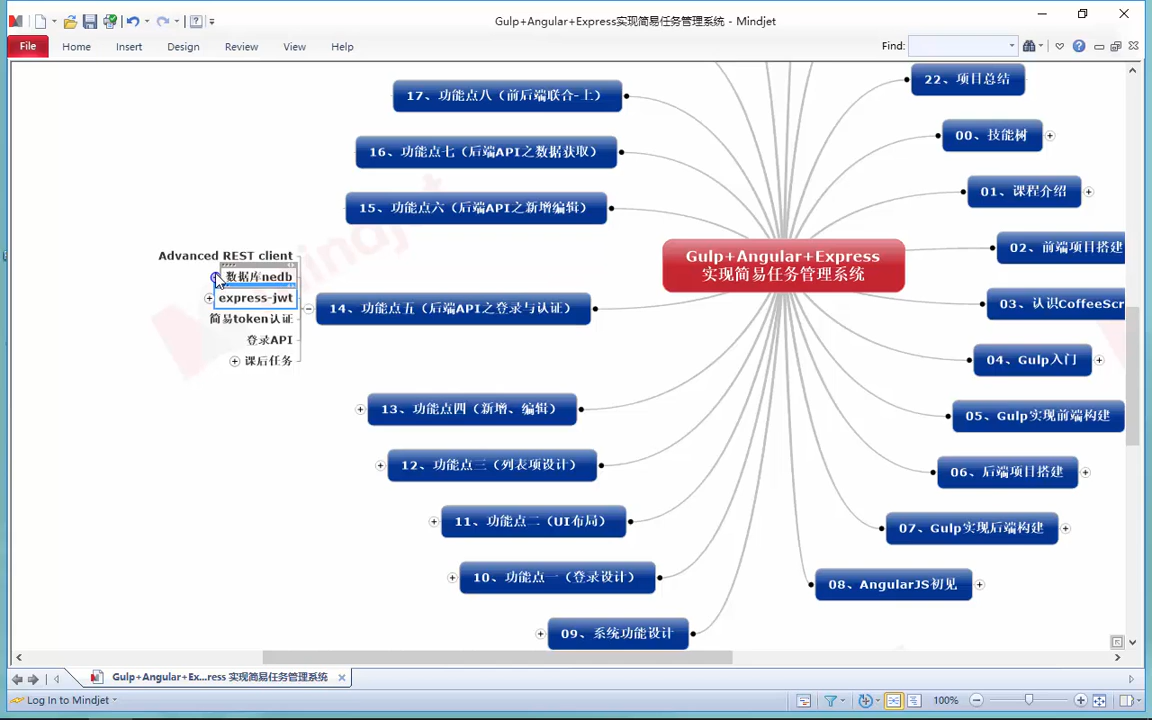 Gulp+Angular+Express实现简易任务管理系统 - Mindjet
File
Home
Insert
Design
Review
View
Help
Find:
17、功能点八（前后端联合-上）
16、功能点七（后端API之数据获取）
15、功能点六（后端API之新增编辑）
Advanced REST client
数据库nedb
express-jwt
简易token认证
登录API
课后任务
14、功能点五（后端API之登录与认证）
13、功能点四（新增、编辑）
12、功能点三（列表项设计）
11、功能点二（UI布局）
10、功能点一（登录设计）
09、系统功能设计
Gulp+Angular+Express
实现简易任务管理系统
22、项目总结
00、技能树
01、课程介绍
02、前端项目搭建
03、认识CoffeeScr
04、Gulp入门
05、Gulp实现前端构建
06、后端项目搭建
07、Gulp实现后端构建
08、AngularJS初见
Mindjet
Gulp+Angular+Ex...ress 实现简易任务管理系统
Log In to Mindjet
100%